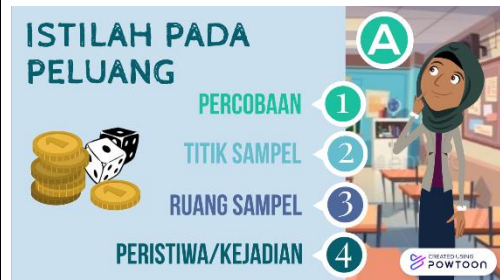 ISTILAH PADA
PELUANG
A
PERCOBAAN 1
TITIK SAMPEL 2
RUANG SAMPEL 3
PERISTIWA/KEJADIAN 4
CREATED USING
POWTOON